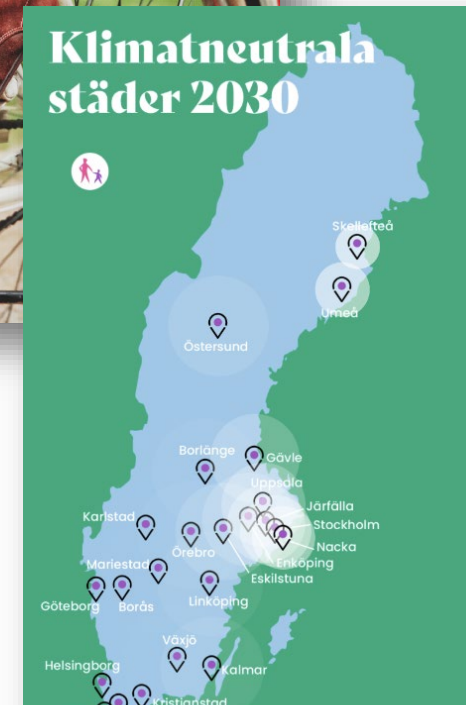 Klimatneutrala
städer 2030
Skellefteå
Umeå
Östersund
Borlänge
Gävle
Uppsala
Järfälla
Karlstad
Stockholm
Örebro
Nacka
Enköping
Mariestad
Eskilstuna
Göteborg
Borås
Linköping
Växjö
Helsingborg
Kalmar
Kristianstad